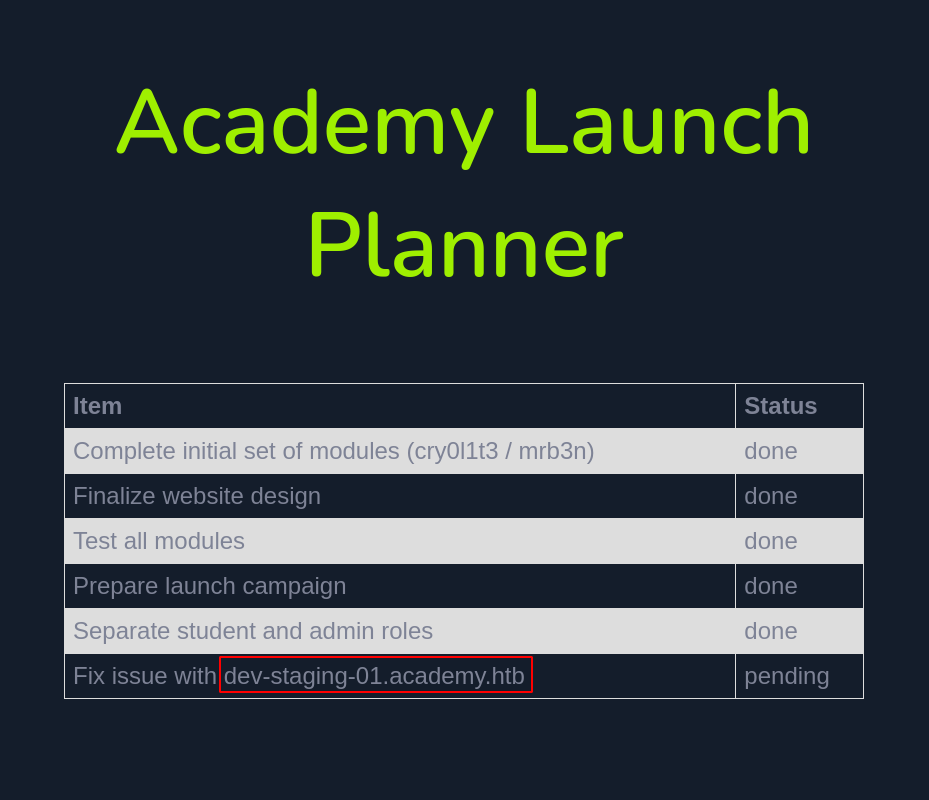 Academy Launch
Planner
Item Status
Complete initial set of modules (cry0l1t3 / mrb3n) done
Finalize website design done
Test all modules done
Prepare launch campaign done
Separate student and admin roles done
Fix issue with dev-staging-01.academy.htb pending